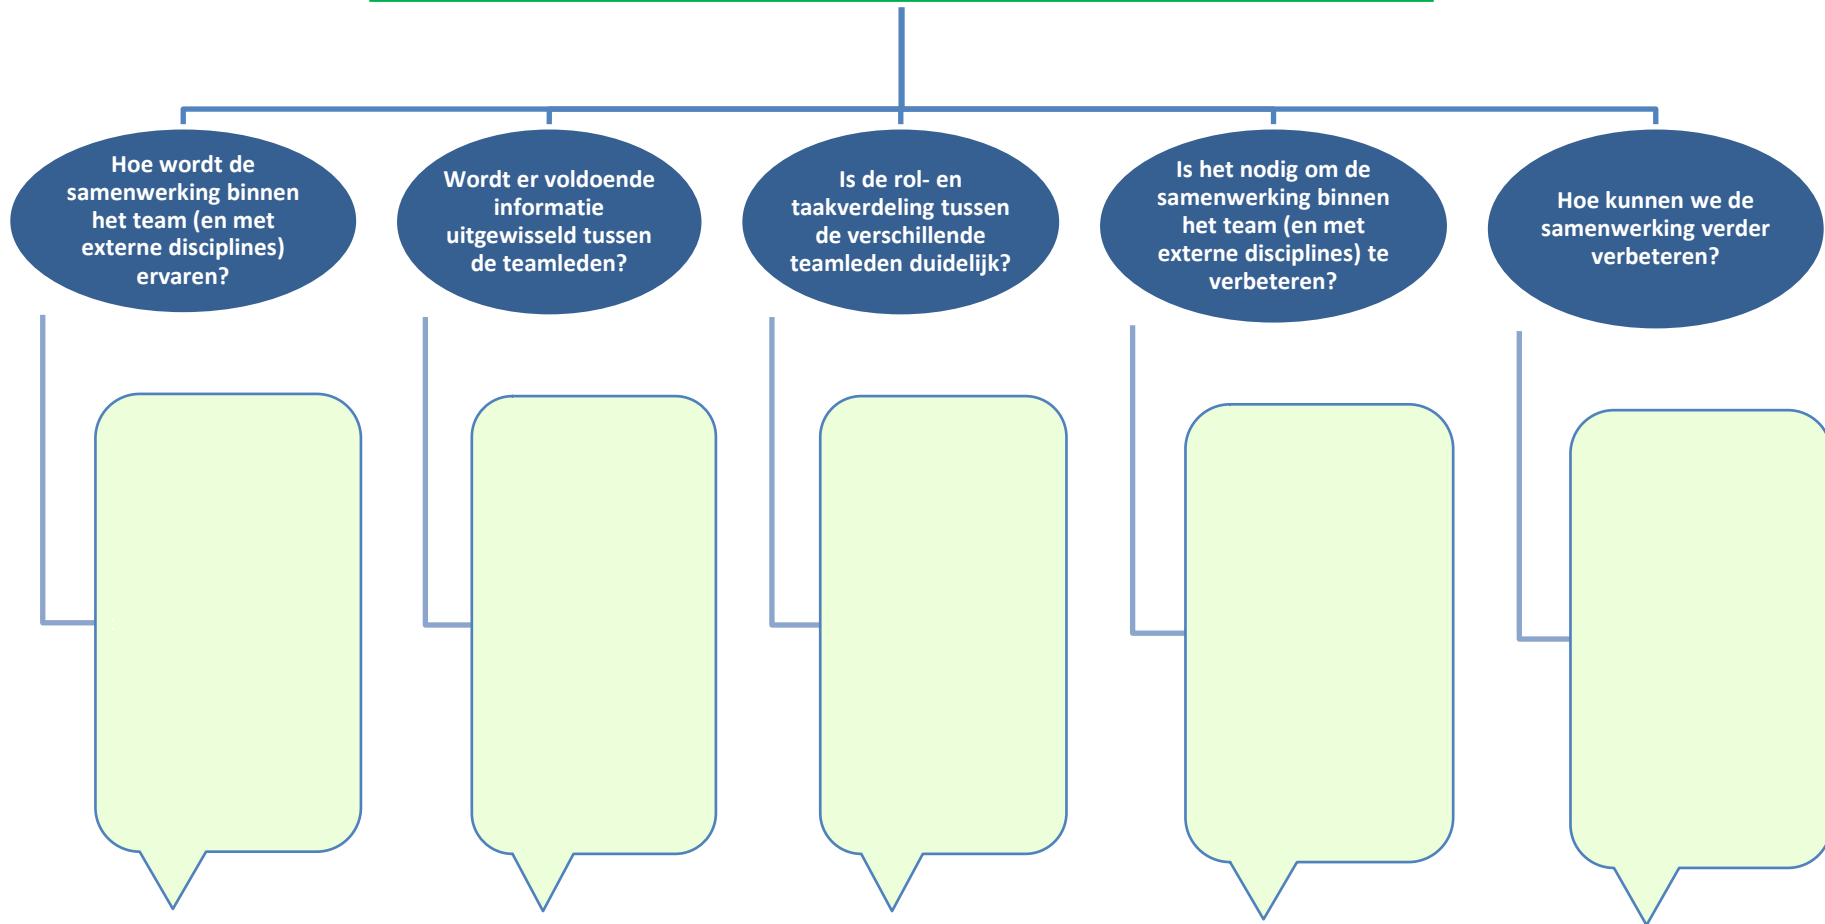 Hoe wordt de
samenwerking binnen
het team (en met
externe disciplines)
ervaren?
Wordt er voldoende
informatie
uitgewisseld tussen
de teamleden?
Is de rol- en
taakverdeling tussen
de verschillende
teamleden duidelijk?
Is het nodig om de
samenwerking binnen
het team (en met
externe disciplines) te
verbeteren?
Hoe kunnen we de
samenwerking verder
verbeteren?